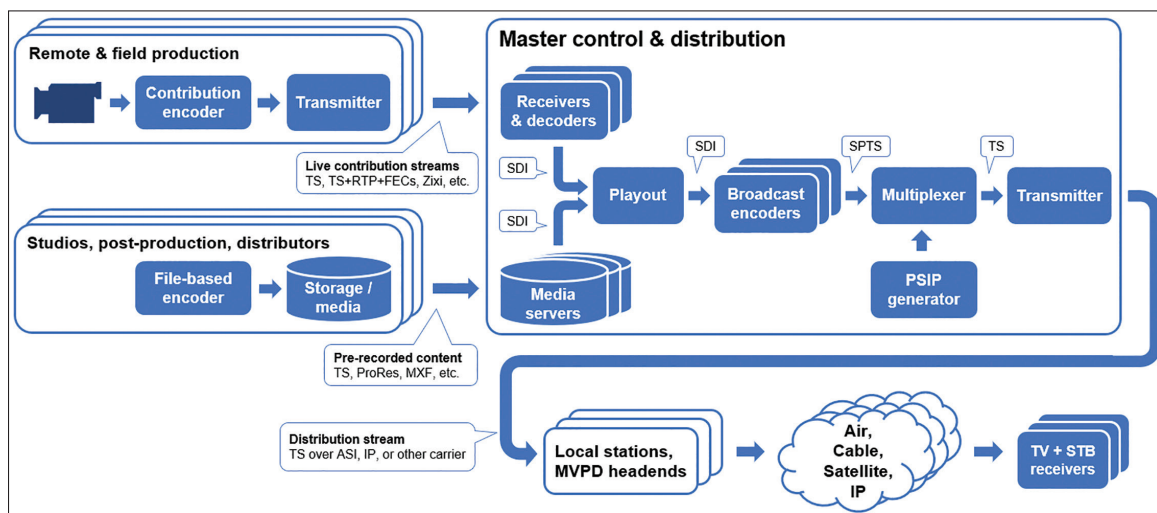 Remote & field production
Contribution
encoder
Transmitter
Live contribution streams
TS, TS+RTP+FECs, Zixi, etc.
Studios, post-production, distributors
File-based
encoder
Storage /
media
Pre-recorded content
TS, ProRes, MXF, etc.
Master control & distribution
Receivers
& decoders
SDI
SDI
Media
servers
Playout
SDI
Broadcast
encoders
SPTS
Multiplexer
PSIP
generator
TS
Transmitter
Distribution stream
TS over ASI, IP, or other carrier
Local stations,
MVPD headends
Air,
Cable,
Satellite,
IP
TV + STB
receivers